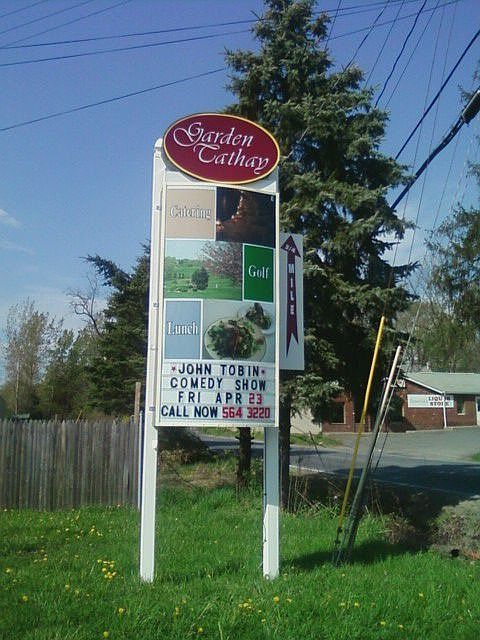 Garden
Cathay
Catering
Golf
Lunch
MILE
*JOHN TOBIN*
COMEDY SHOW
FRI APR 23
CALL NOW 564 3220
LIQUOR
STORE